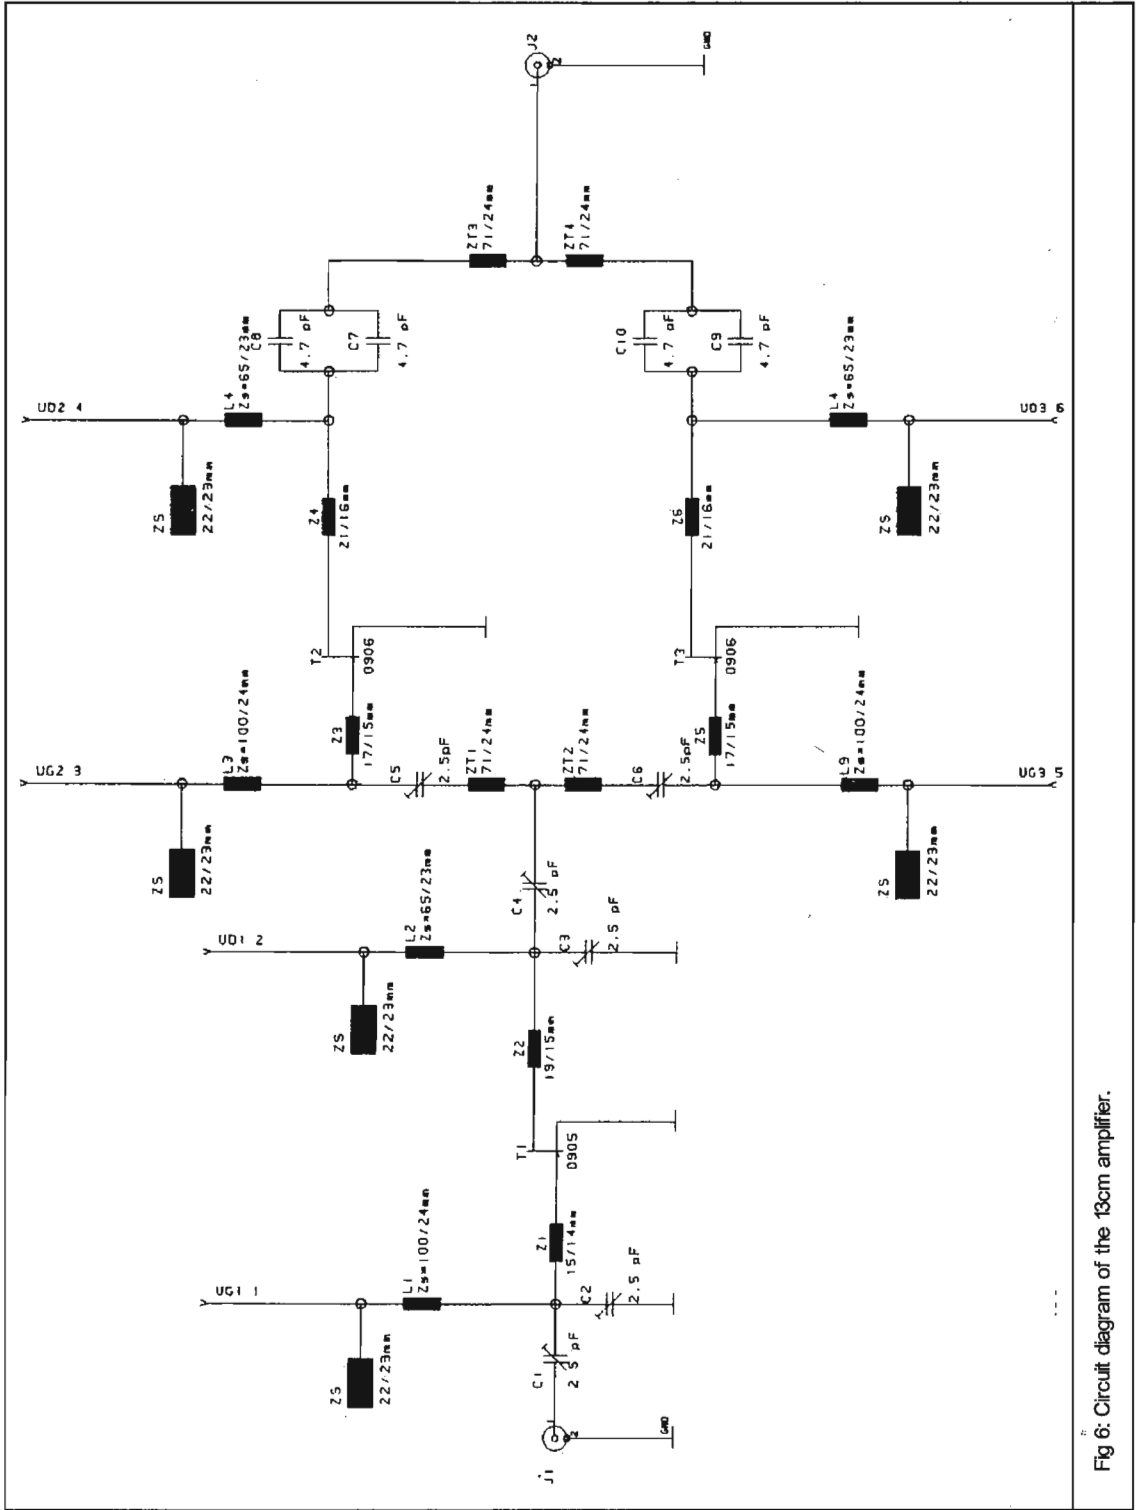 J2
1
2
GND
ZT3
71/24mm
ZT4
71/24mm
C8
4.7 pF
C7
4.7 pF
C10
4.7 pF
C9
4.7 pF
UD2 4
L4
Zs=65/23mm
ZS
22/23mm
L4
Zs=65/23mm
UD3 6
ZS
22/23mm
Z4
21/16mm
Z6
21/16mm
T2
0906
T3
0906
UG2 3
L3
Zs=100/24mm
Z3
17/15mm
C5
2.5pF
ZT1
71/24mm
ZT2
71/24mm
C6
2.5pF
Z5
17/15mm
L9
Zs=100/24mm
UG3 5
ZS
22/23mm
ZS
22/23mm
C4
2.5 pF
UD1 2
L2
Zs=65/23mm
C3
2.5 pF
ZS
22/23mm
Z2
19/15mm
T1
0905
UG1 1
L1
Zs=100/24mm
Z1
15/14mm
C2
2.5 pF
ZS
22/23mm
C1
2.5 pF
J1
1
2
GND
Fig 6: Circuit diagram of the 13cm amplifier.